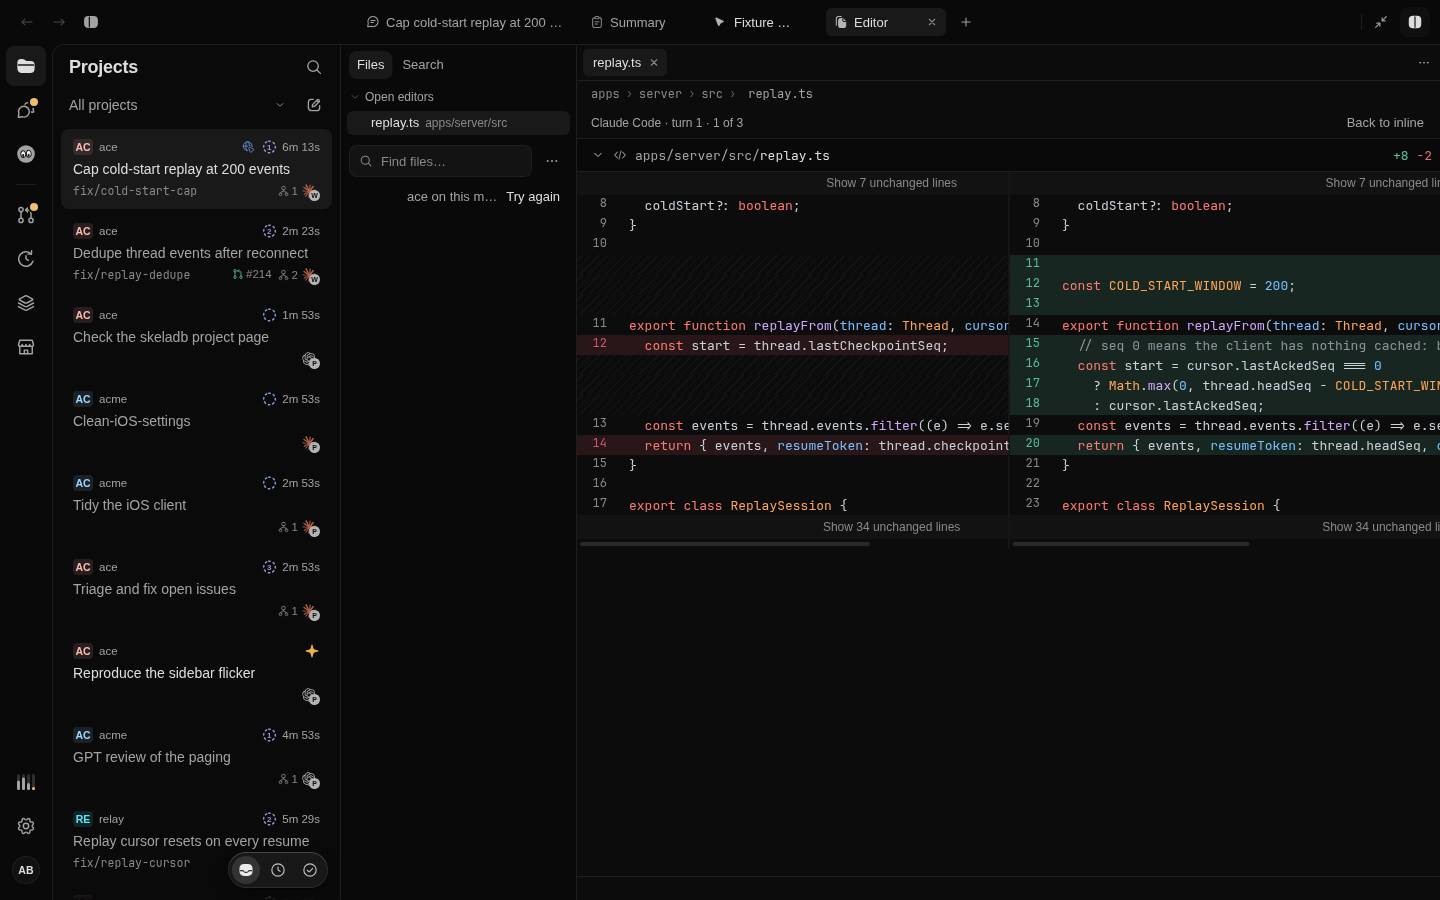 Cap cold-start replay at 200 …
Summary
Fixture …
Editor
Projects
All projects
AC ace 1 6m 13s
Cap cold-start replay at 200 events
fix/cold-start-cap 1 W
AC ace 2 2m 23s
Dedupe thread events after reconnect
fix/replay-dedupe #214 2 W
AC ace 1m 53s
Check the skeladb project page
P
AC acme 2m 53s
Clean-iOS-settings
P
AC acme 2m 53s
Tidy the iOS client
1 P
AC ace 3 2m 53s
Triage and fix open issues
1 P
AC ace
Reproduce the sidebar flicker
P
AC acme 1 4m 53s
GPT review of the paging
1 P
RE relay 2 5m 29s
Replay cursor resets on every resume
fix/replay-cursor
AB
Files Search
Open editors
replay.ts apps/server/src
Find files…
ace on this m… Try again
replay.ts
apps › server › src › replay.ts
Claude Code · turn 1 · 1 of 3 Back to inline
apps/server/src/replay.ts +8 -2
Show 7 unchanged lines
8 coldStart?: boolean;
9 }
10
11 export function replayFrom(thread: Thread, cursor
12 const start = thread.lastCheckpointSeq;
13 const events = thread.events.filter((e) => e.se
14 return { events, resumeToken: thread.checkpoint
15 }
16
17 export class ReplaySession {
Show 34 unchanged lines
Show 7 unchanged li
8 coldStart?: boolean;
9 }
10
11
12 const COLD_START_WINDOW = 200;
13
14 export function replayFrom(thread: Thread, cursor
15 // seq 0 means the client has nothing cached: b
16 const start = cursor.lastAckedSeq === 0
17 ? Math.max(0, thread.headSeq - COLD_START_WIN
18 : cursor.lastAckedSeq;
19 const events = thread.events.filter((e) => e.se
20 return { events, resumeToken: thread.headSeq, c
21 }
22
23 export class ReplaySession {
Show 34 unchanged li